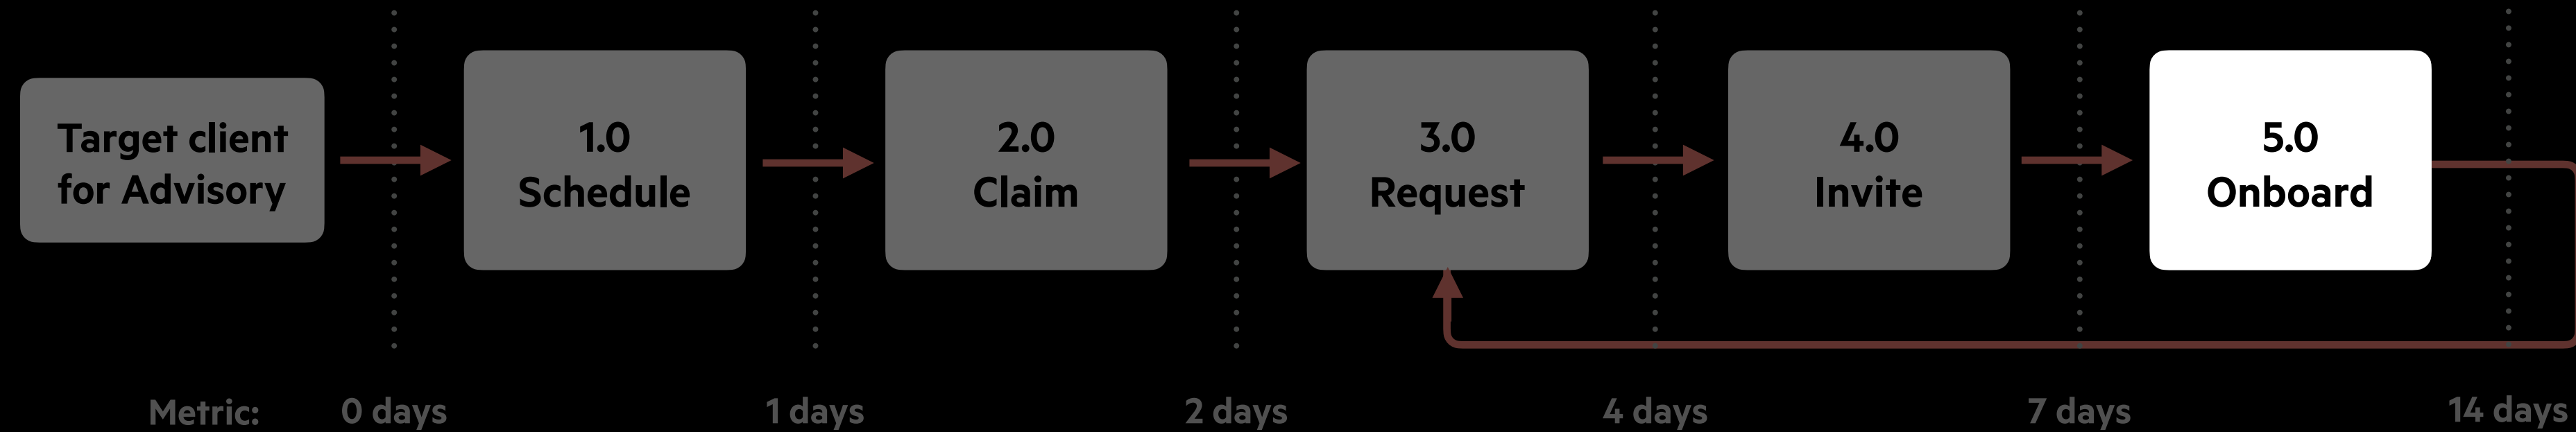 Target client
for Advisory
1.0
Schedule
2.0
Claim
3.0
Request
4.0
Invite
5.0
Onboard
Metric:
0 days
1 days
2 days
4 days
7 days
14 days